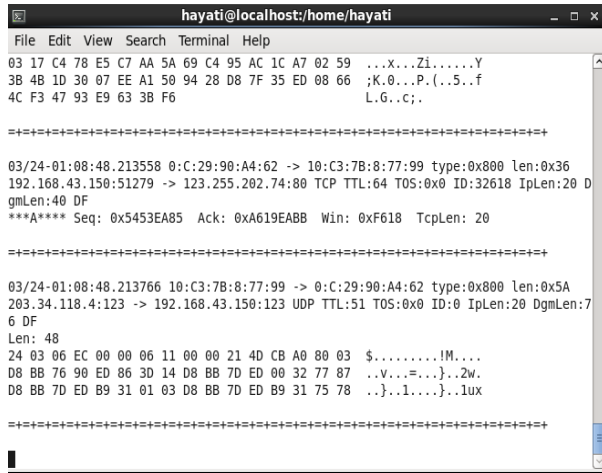 hayati@localhost:/home/hayati
File Edit View Search Terminal Help
03 17 C4 78 E5 C7 AA 5A 69 C4 95 AC 1C A7 02 59 ...x...Zi......Y
3B 4B 1D 30 07 EE A1 50 94 28 D8 7F 35 ED 08 66 ;K.0...P.(..5..f
4C F3 47 93 E9 63 3B F6 L.G..c;.
=+=+=+=+=+=+=+=+=+=+=+=+=+=+=+=+=+=+=+=+=+=+=+=+=+=+=+=+=+=+=+=+=+=+=+=+=+
03/24-01:08:48.213558 0:C:29:90:A4:62 -> 10:C3:7B:8:77:99 type:0x800 len:0x36
192.168.43.150:51279 -> 123.255.202.74:80 TCP TTL:64 TOS:0x0 ID:32618 IpLen:20 D
gmLen:40 DF
***A**** Seq: 0x5453EA85 Ack: 0xA619EABB Win: 0xF618 TcpLen: 20
=+=+=+=+=+=+=+=+=+=+=+=+=+=+=+=+=+=+=+=+=+=+=+=+=+=+=+=+=+=+=+=+=+=+=+=+=+
03/24-01:08:48.213766 10:C3:7B:8:77:99 -> 0:C:29:90:A4:62 type:0x800 len:0x5A
203.34.118.4:123 -> 192.168.43.150:123 UDP TTL:51 TOS:0x0 ID:0 IpLen:20 DgmLen:7
6 DF
Len: 48
24 03 06 EC 00 00 06 11 00 00 21 4D CB A0 80 03 $.........!M....
D8 BB 76 90 ED 86 3D 14 D8 BB 7D ED 00 32 77 87 ..v...=...}..2w.
D8 BB 7D ED B9 31 01 03 D8 BB 7D ED B9 31 75 78 ..}..1....}..1ux
=+=+=+=+=+=+=+=+=+=+=+=+=+=+=+=+=+=+=+=+=+=+=+=+=+=+=+=+=+=+=+=+=+=+=+=+=+